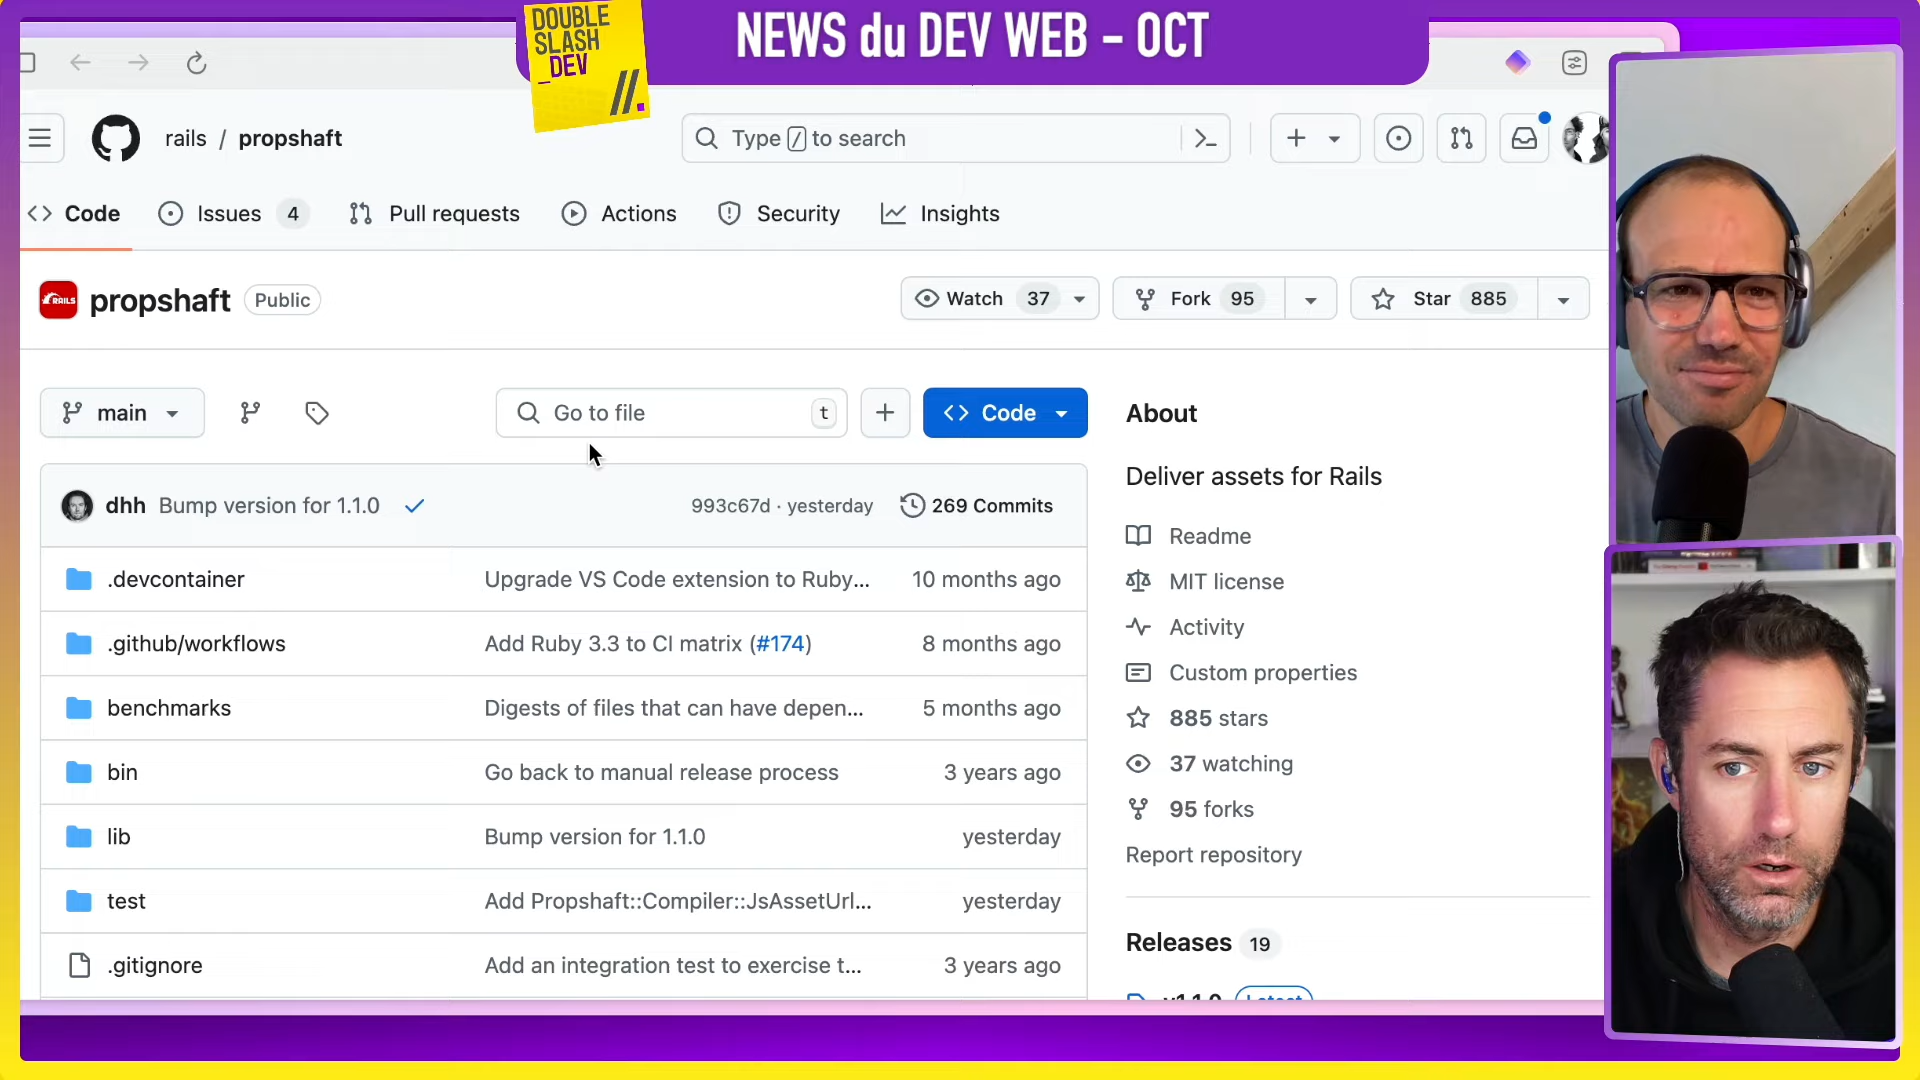 NEWS du DEV WEB - OCT
DOUBLE
SLASH
_DEV
//.
rails / propshaft
Type / to search
Code
Issues 4
Pull requests
Actions
Security
Insights
RAILS
propshaft Public
Watch 37
Fork 95
Star 885
main
Go to file t
Code
dhh Bump version for 1.1.0
993c67d · yesterday
269 Commits
.devcontainer Upgrade VS Code extension to Ruby... 10 months ago
.github/workflows Add Ruby 3.3 to CI matrix (#174) 8 months ago
benchmarks Digests of files that can have depen... 5 months ago
bin Go back to manual release process 3 years ago
lib Bump version for 1.1.0 yesterday
test Add Propshaft::Compiler::JsAssetUrl... yesterday
.gitignore Add an integration test to exercise t... 3 years ago
About
Deliver assets for Rails
Readme
MIT license
Activity
Custom properties
885 stars
37 watching
95 forks
Report repository
Releases 19
v1.1.0 Latest